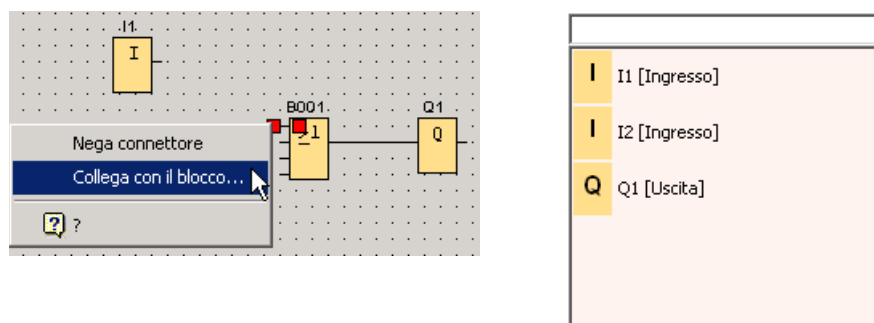 I1
I
B001
Q1
≥1
Q
Nega connettore
Collega con il blocco...
? ?
I I1 [Ingresso]
I I2 [Ingresso]
Q Q1 [Uscita]